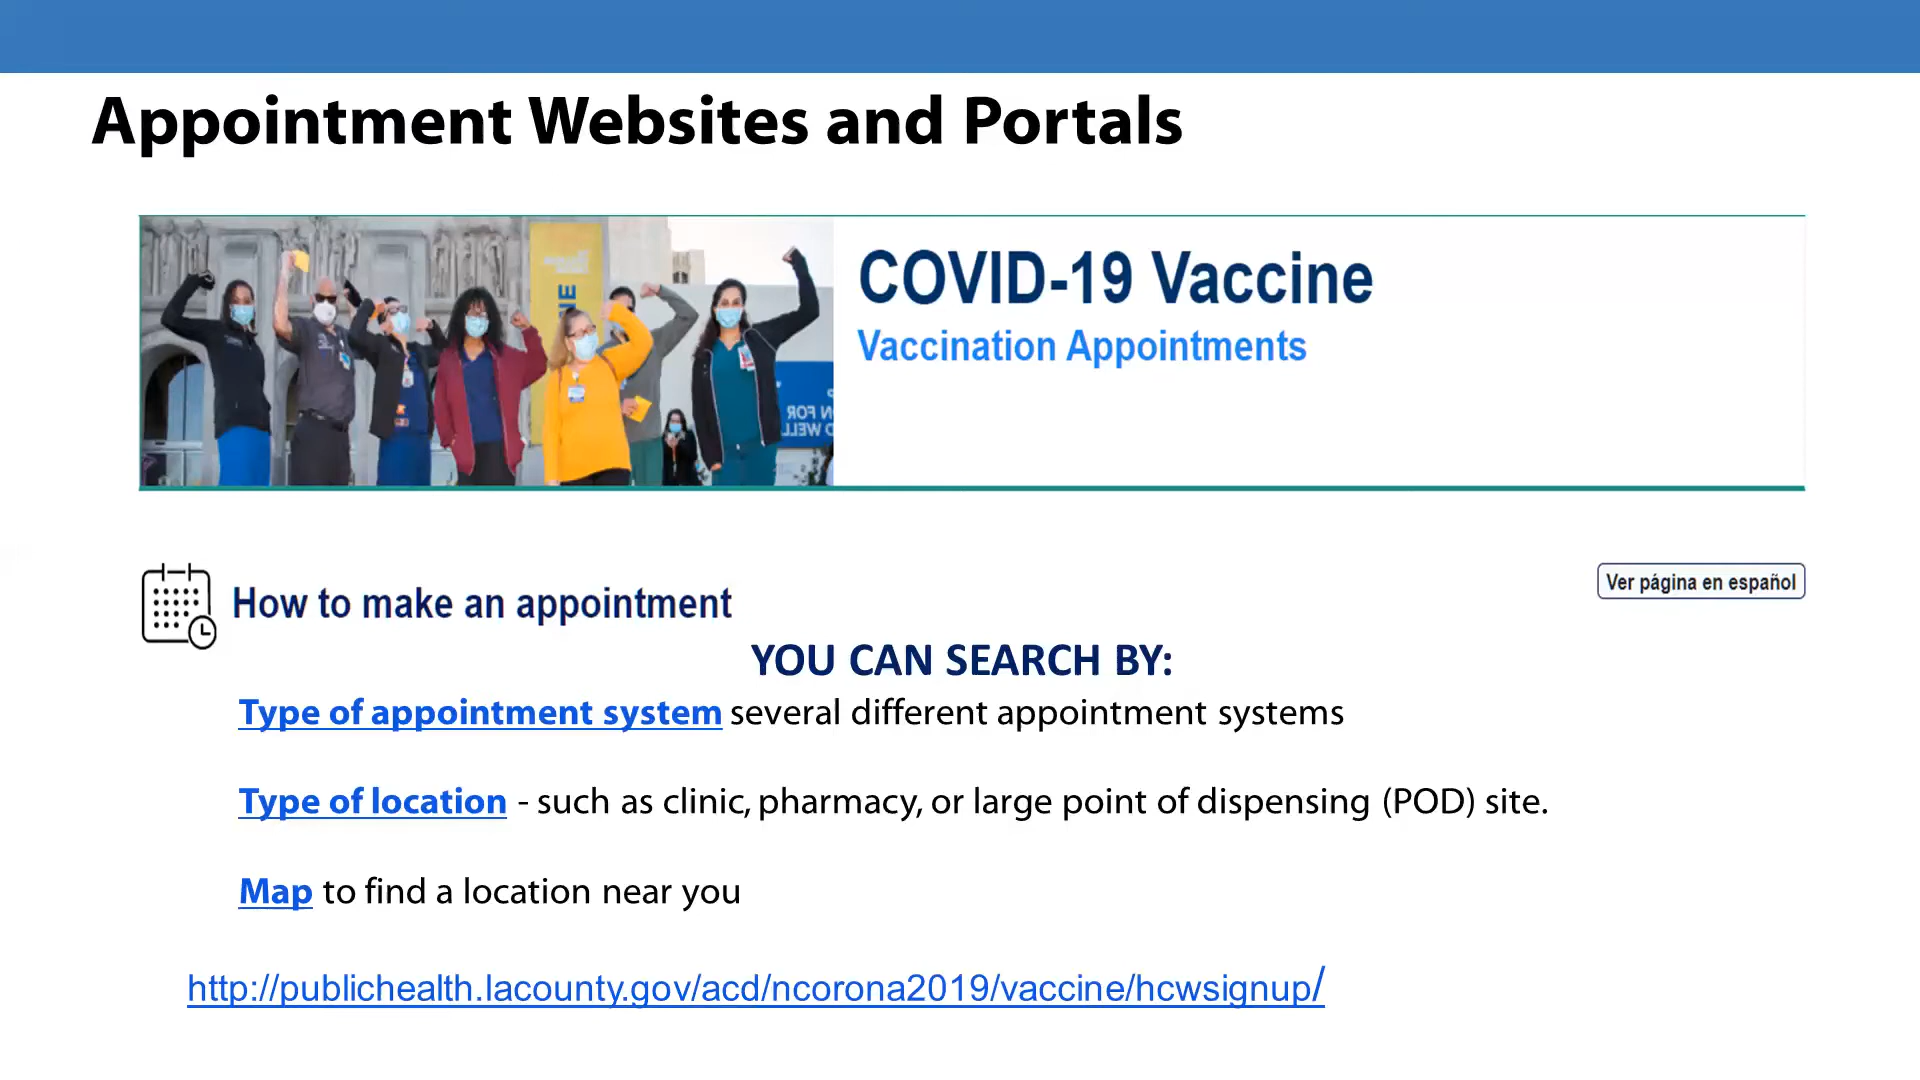 Appointment Websites and Portals
COVID-19 Vaccine
Vaccination Appointments
How to make an appointment
Ver página en español
YOU CAN SEARCH BY:
Type of appointment system several different appointment systems
Type of location - such as clinic, pharmacy, or large point of dispensing (POD) site.
Map to find a location near you
http://publichealth.lacounty.gov/acd/ncorona2019/vaccine/hcwsignup/